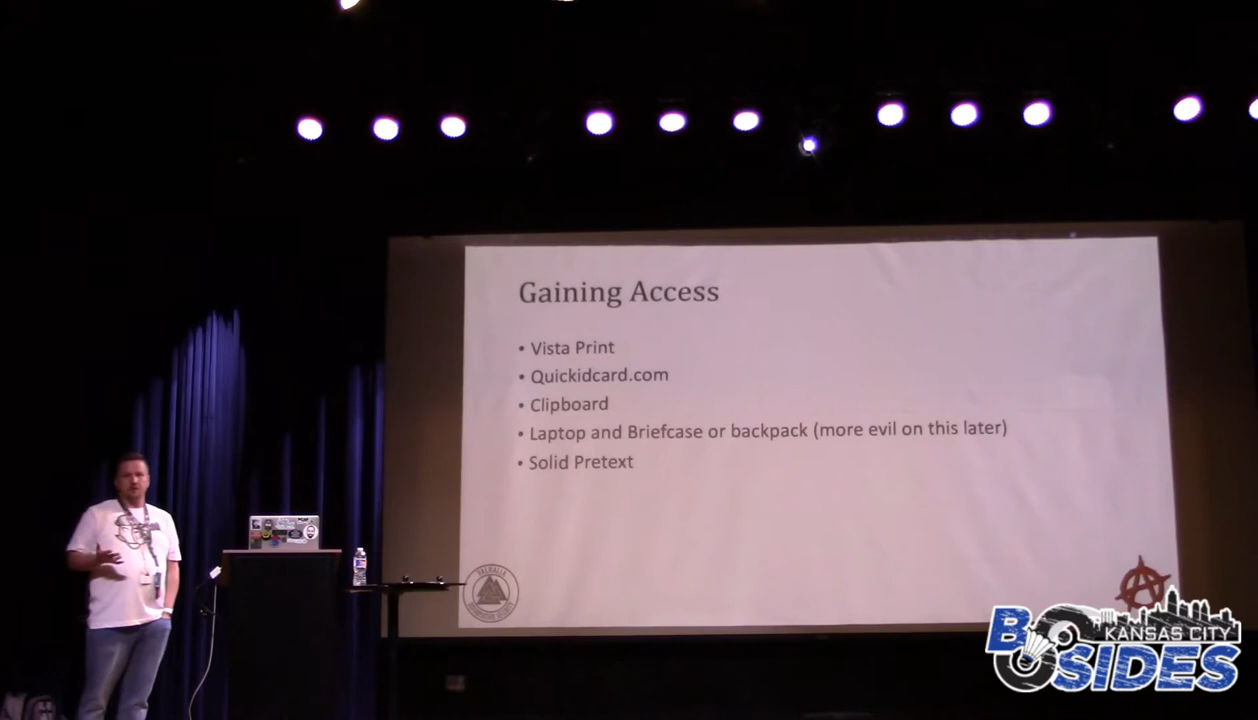 Gaining Access
• Vista Print
• Quickidcard.com
• Clipboard
• Laptop and Briefcase or backpack (more evil on this later)
• Solid Pretext
VALHALLA
KANSAS CITY
BSIDES